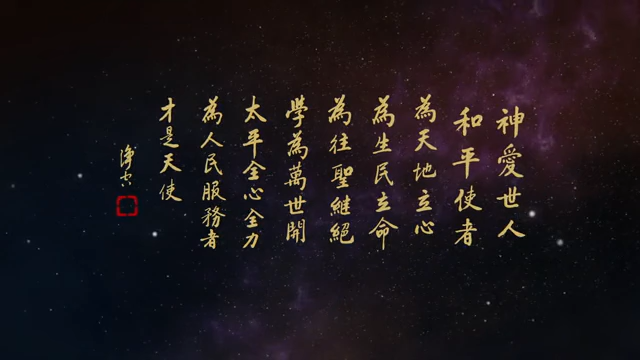 神愛世人
和平使者
為天地立心
為生民立命
為往聖繼絕
學為萬世開
太平全心全力
為人民服務者
才是天使
淨空